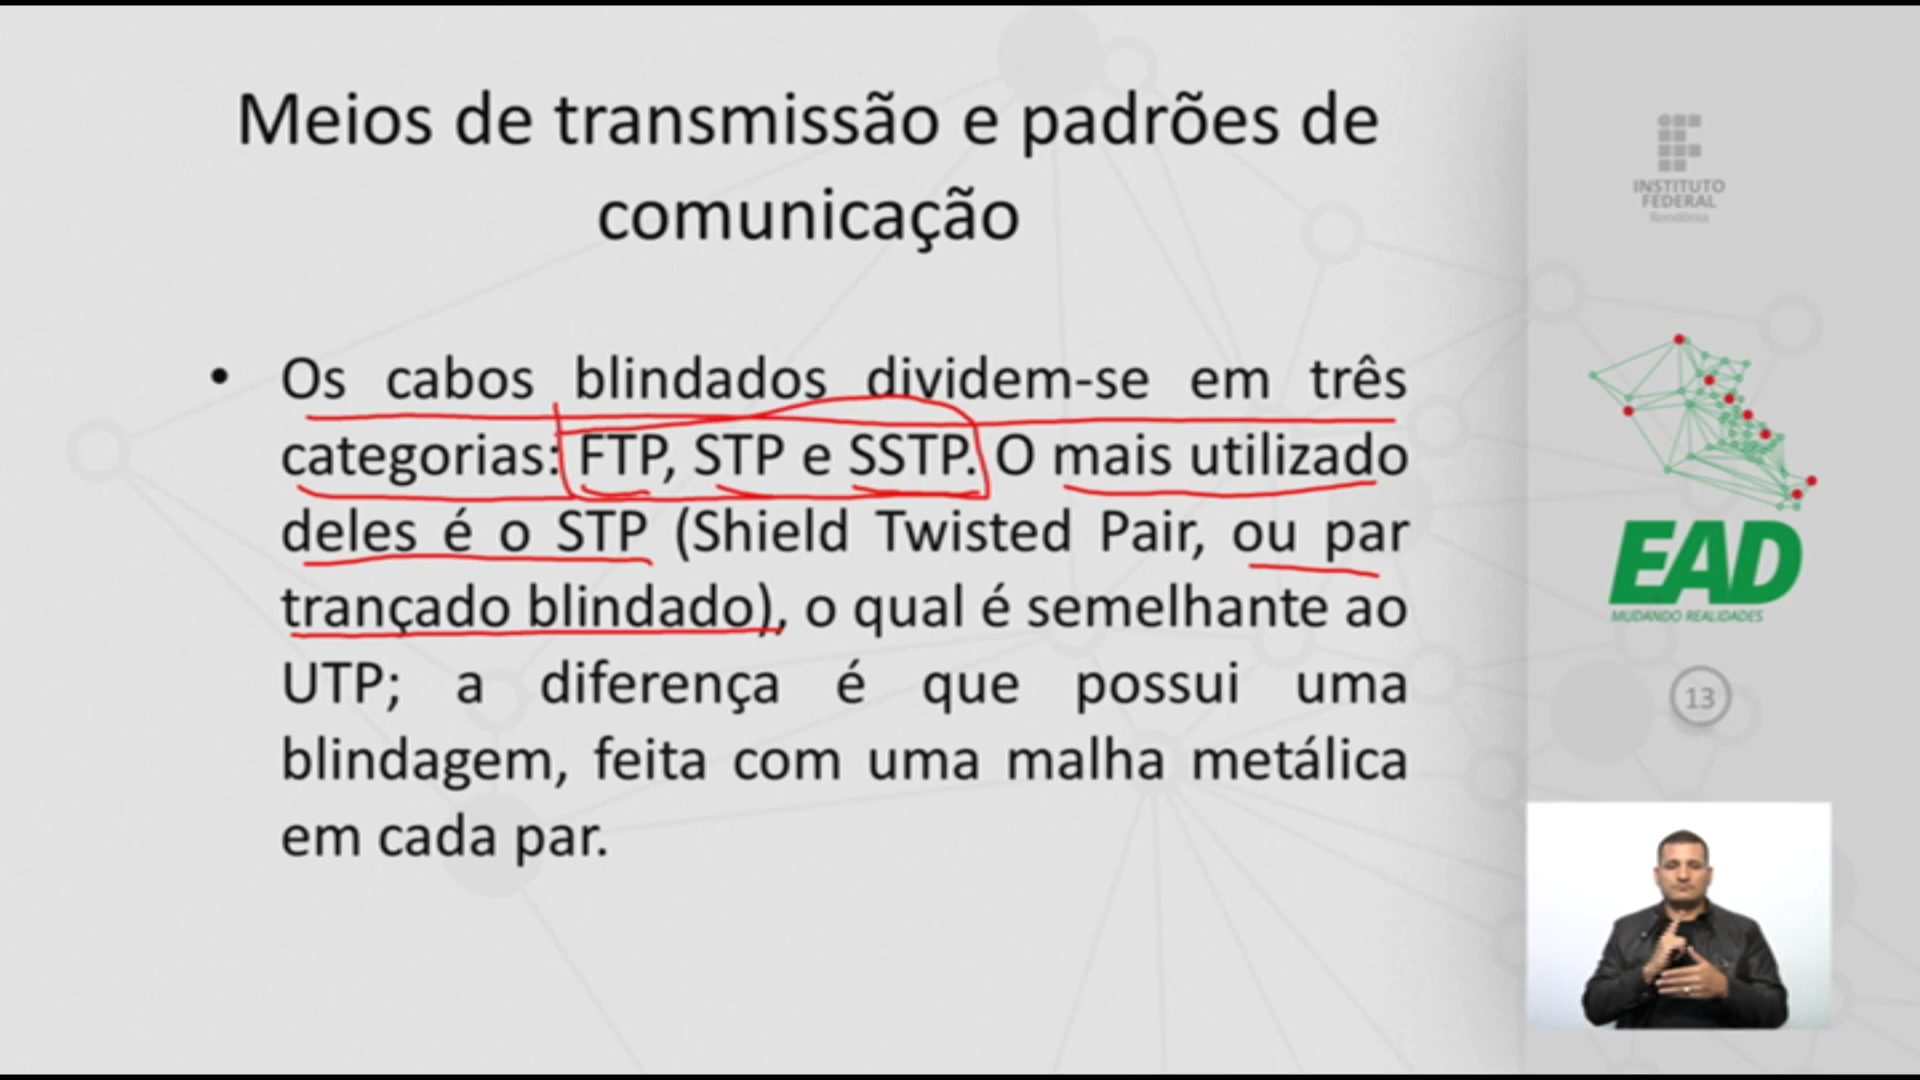 Meios de transmissão e padrões de
comunicação
• Os cabos blindados dividem-se em três
categorias: FTP, STP e SSTP. O mais utilizado
deles é o STP (Shield Twisted Pair, ou par
trançado blindado), o qual é semelhante ao
UTP; a diferença é que possui uma
blindagem, feita com uma malha metálica
em cada par.
INSTITUTO
FEDERAL
Rondônia
EAD
MUDANDO REALIDADES
13